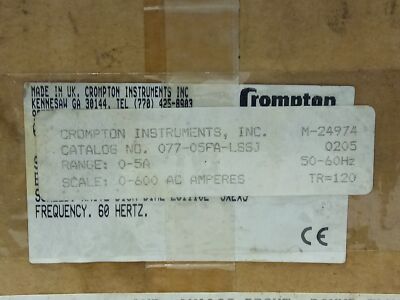 MADE IN UK. CROMPTON INSTRUMENTS INC
KENNESAW GA 30144. TEL (770) 425-8903
Crompton
CROMPTON INSTRUMENTS, INC. M-24974
CATALOG NO. 077-05FA-LSSJ 0205
RANGE: 0-5A 50-60Hz
SCALE: 0-600 AC AMPERES TR=120
FREQUENCY. 60 HERTZ.
CE